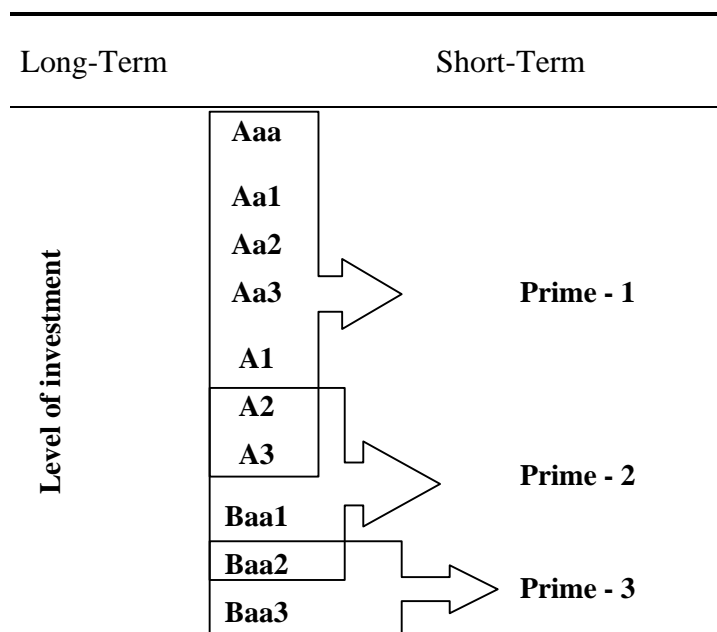 Long-Term Short-Term
Aaa
Aa1
Aa2
Aa3 Prime - 1
A1
A2
A3
Level of investment
Prime - 2
Baa1
Baa2
Prime - 3
Baa3